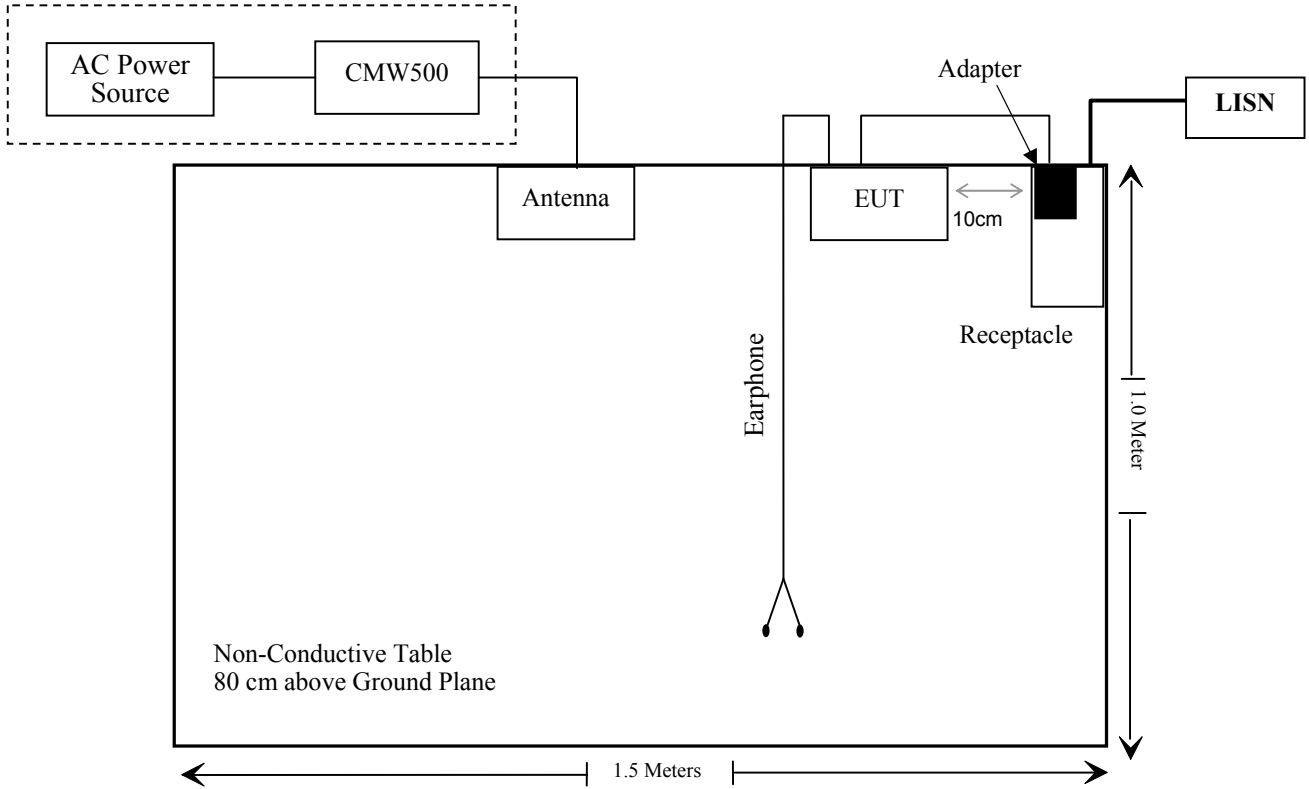 AC Power
Source
CMW500
Adapter
LISN
Antenna
EUT
10cm
Receptacle
Earphone
1.0 Meter
Non-Conductive Table
80 cm above Ground Plane
1.5 Meters